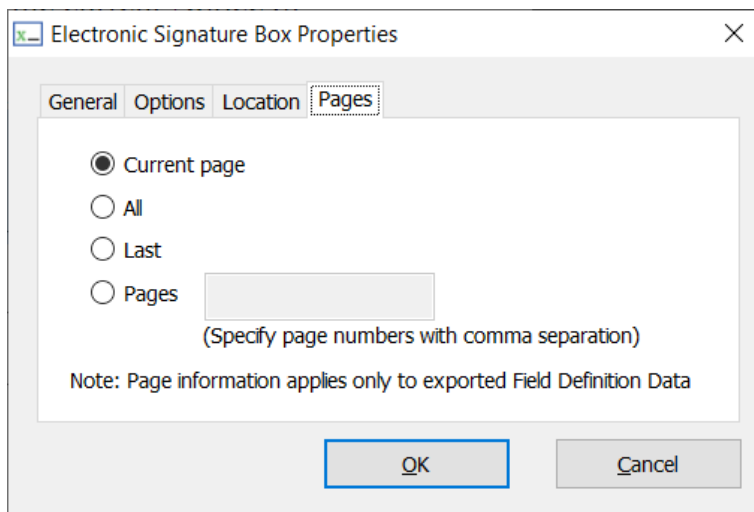 Electronic Signature Box Properties
General Options Location Pages
Current page
All
Last
Pages
(Specify page numbers with comma separation)
Note: Page information applies only to exported Field Definition Data
OK Cancel